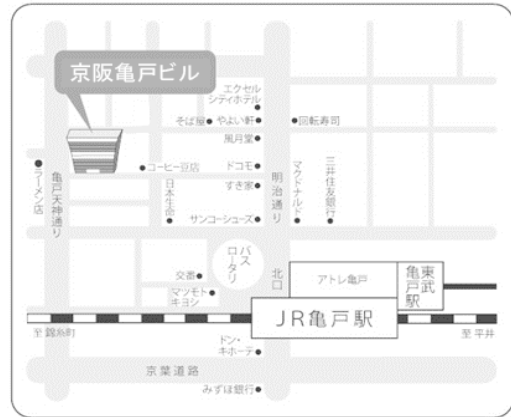 京阪亀戸ビル
エクセル
シティホテル
そば屋
やよい軒
回転寿司
風月堂
コーヒー豆店
ドコモ
ラーメン店
亀戸天神通り
日本生命
すき家
明治通り
マクドナルド
三井住友銀行
サンコーシューズ
バス
ロータリ
北口
交番
マツモト
キヨシ
アトレ亀戸
東武
亀戸駅
JR亀戸駅
至 錦糸町
至 平井
ドン・
キホーテ
京葉道路
みずほ銀行